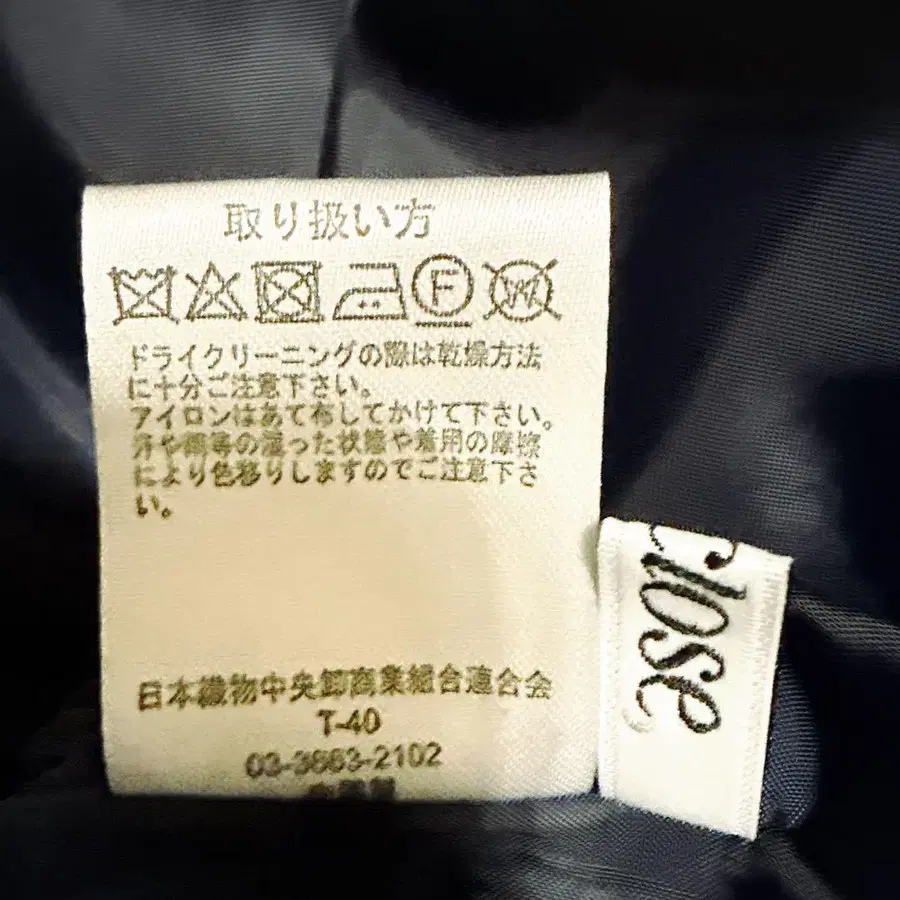 取り扱い方
F
W
ドライクリーニングの際は乾燥方法
に十分ご注意下さい。
アイロンはあて布してかけて下さい。
汗や雨等の湿った状態や着用の摩擦
により色移りしますのでご注意下さ
い。
日本織物中央卸商業組合連合会
T-40
03-3663-2102
close